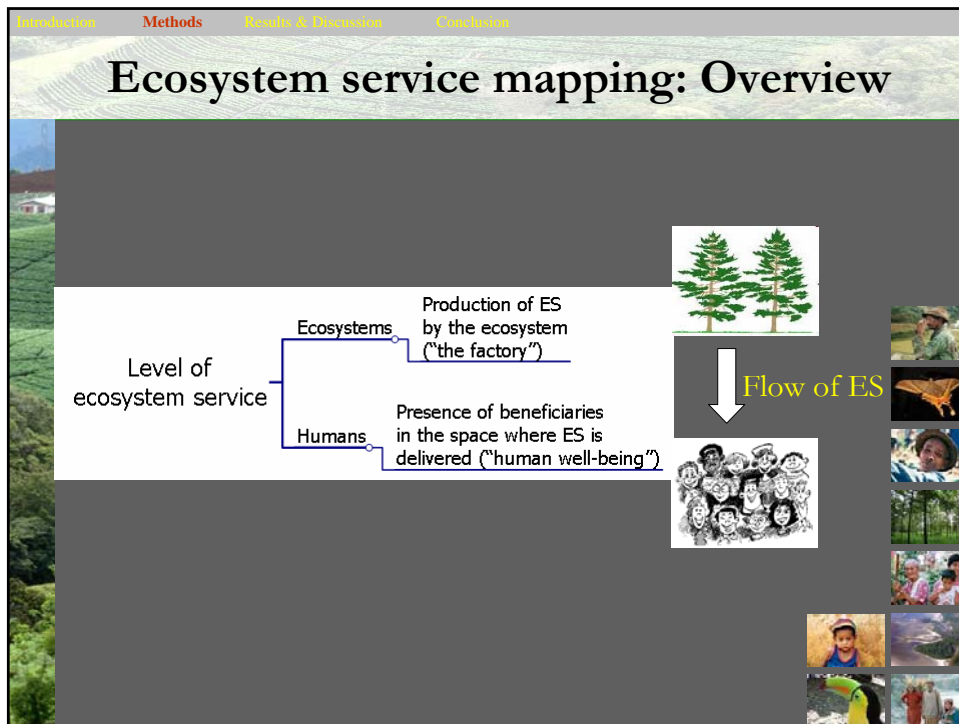 Introduction Methods Results & Discussion Conclusion
Ecosystem service mapping: Overview
Level of
ecosystem service
Ecosystems
Production of ES
by the ecosystem
("the factory")
Humans
Presence of beneficiaries
in the space where ES is
delivered ("human well-being")
Flow of ES